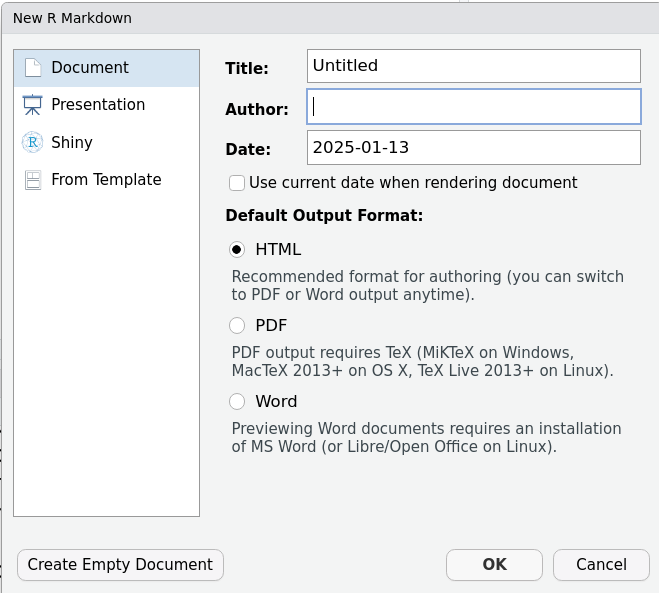 New R Markdown
Document
Presentation
Shiny
From Template
Title: Untitled
Author:
Date: 2025-01-13
Use current date when rendering document
Default Output Format:
HTML
Recommended format for authoring (you can switch
to PDF or Word output anytime).
PDF
PDF output requires TeX (MiKTeX on Windows,
MacTeX 2013+ on OS X, TeX Live 2013+ on Linux).
Word
Previewing Word documents requires an installation
of MS Word (or Libre/Open Office on Linux).
Create Empty Document
OK
Cancel